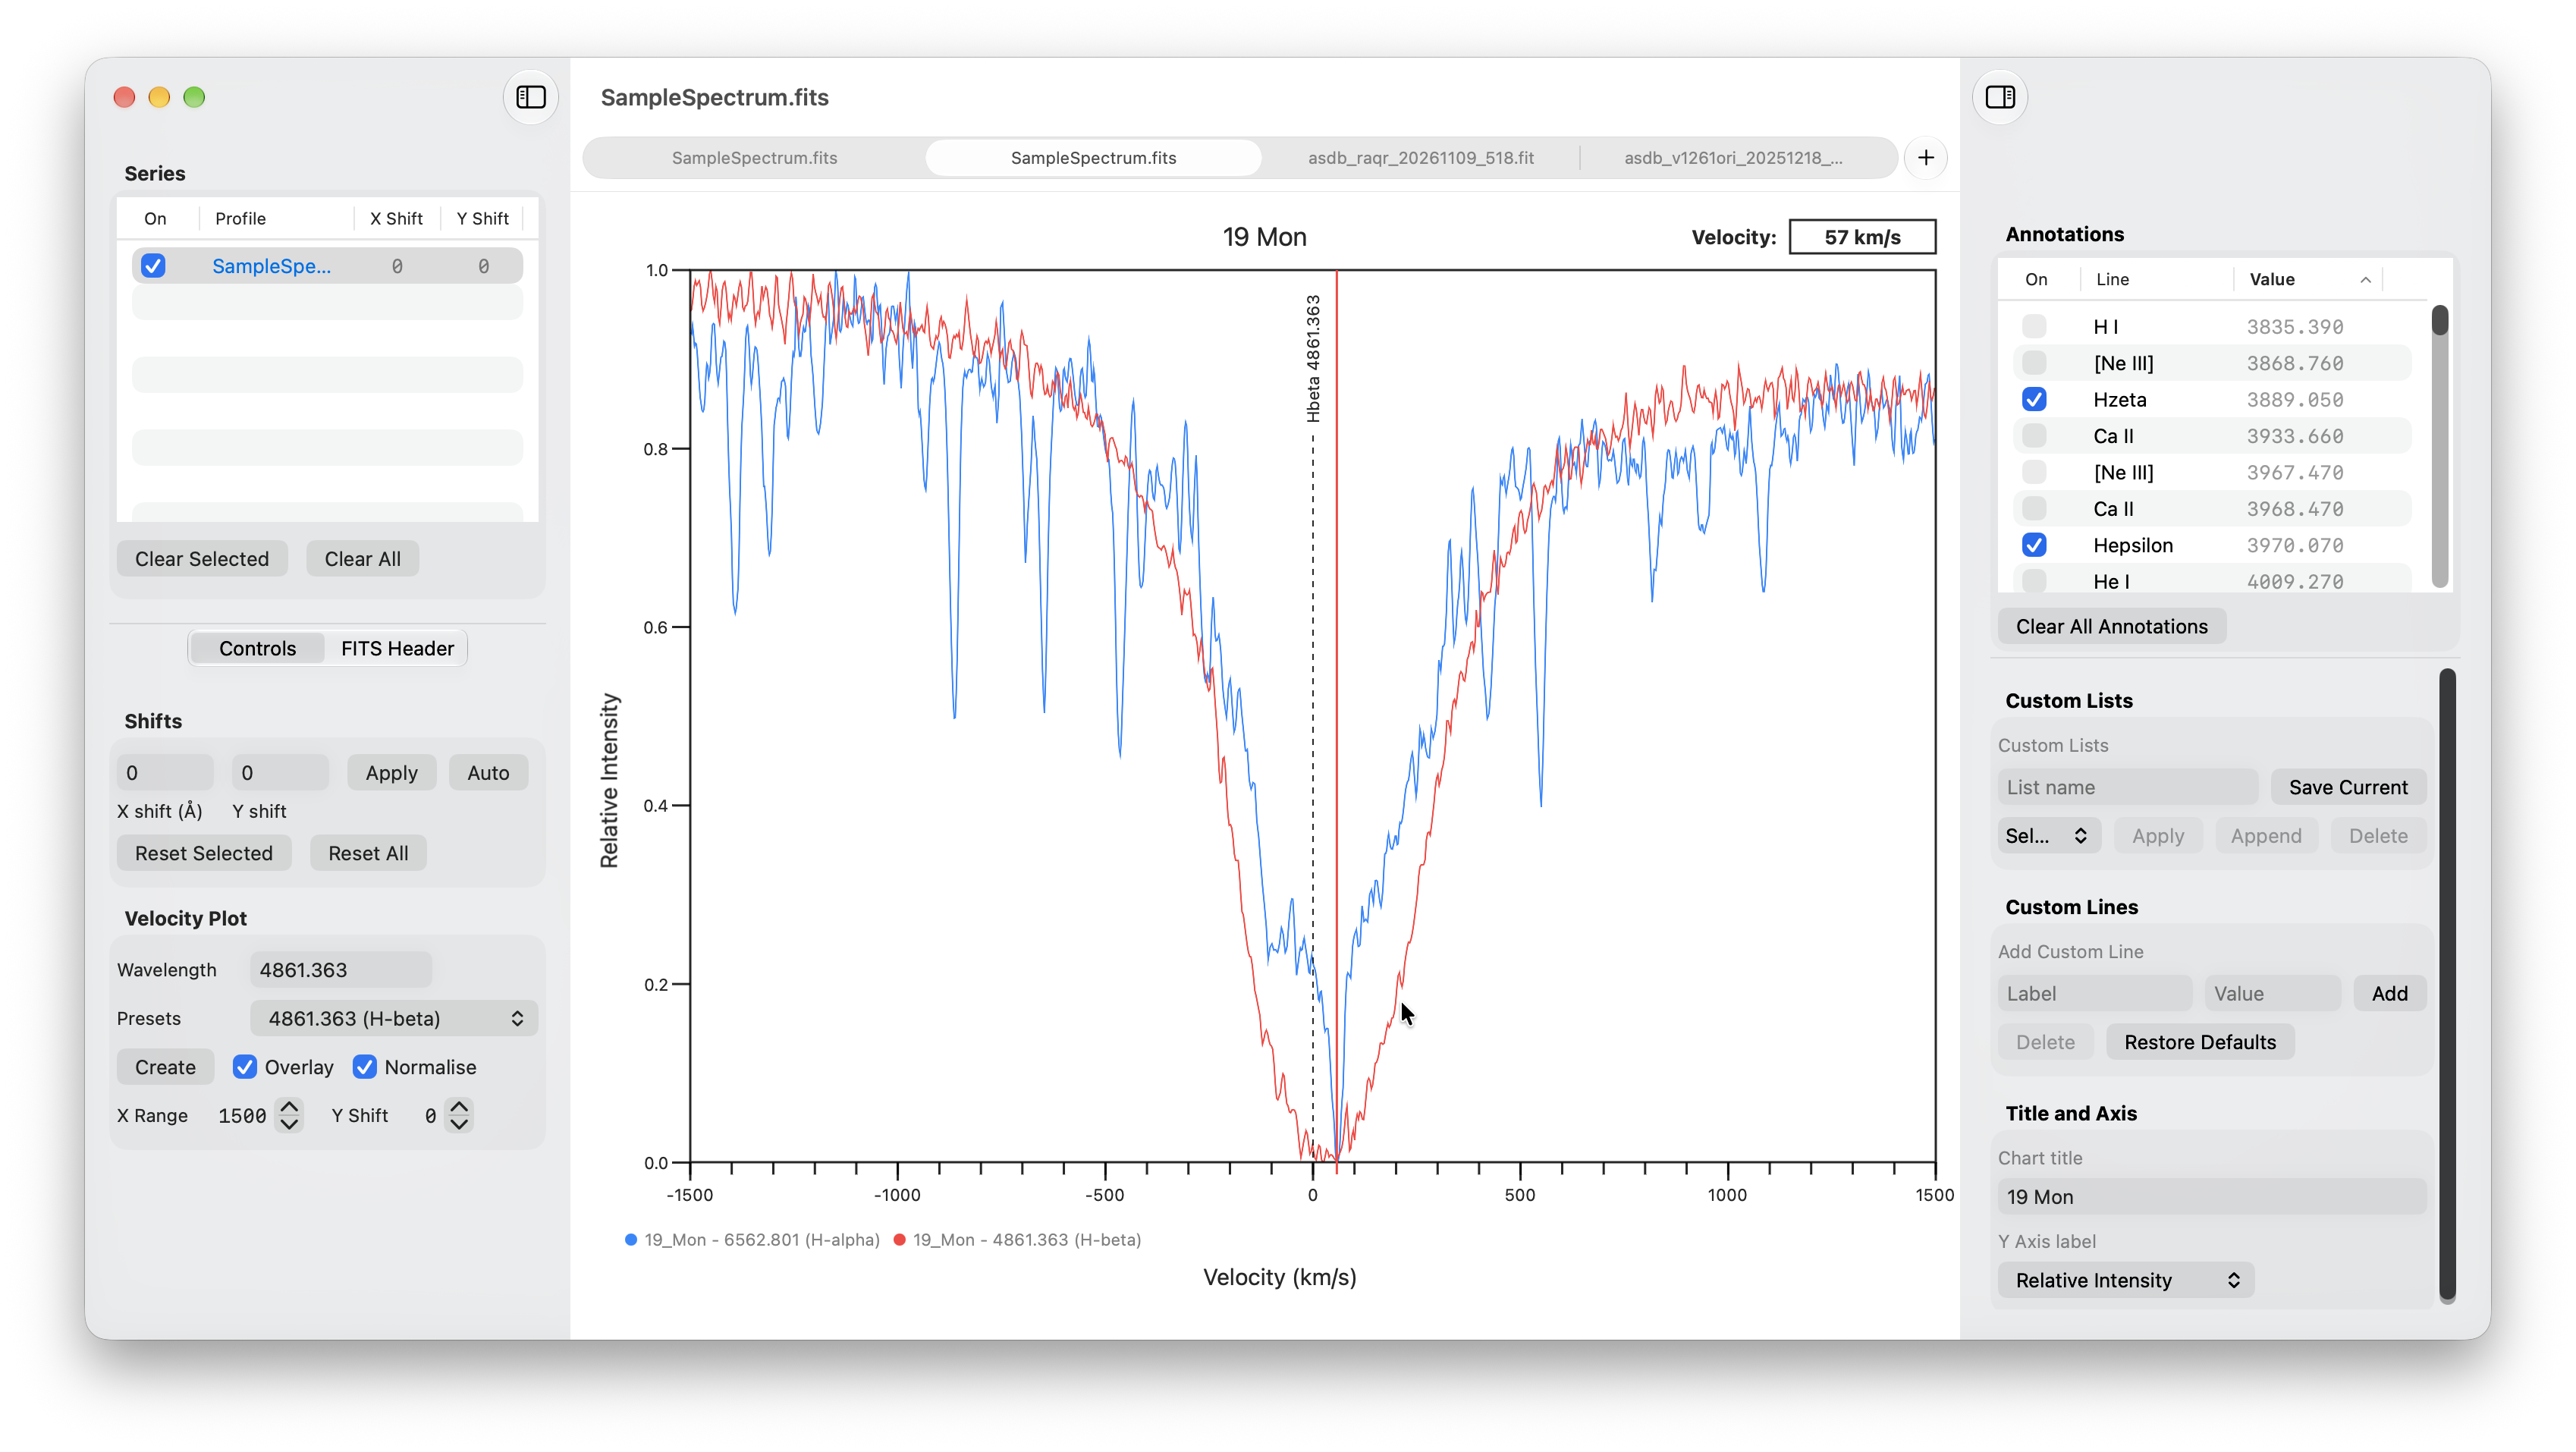 SampleSpectrum.fits
SampleSpectrum.fits
SampleSpectrum.fits
asdb_raqr_20261109_518.fit
asdb_v1261ori_20251218_...
Series
On Profile X Shift Y Shift
SampleSpe... 0 0
Clear Selected Clear All
Controls FITS Header
Shifts
0 0 Apply Auto
X shift (Å) Y shift
Reset Selected Reset All
Velocity Plot
Wavelength 4861.363
Presets 4861.363 (H-beta)
Create Overlay Normalise
X Range 1500 Y Shift 0
19 Mon
Velocity: 57 km/s
Hbeta 4861.363
Relative Intensity
1.0
0.8
0.6
0.4
0.2
0.0
-1500 -1000 -500 0 500 1000 1500
19_Mon - 6562.801 (H-alpha) 19_Mon - 4861.363 (H-beta)
Velocity (km/s)
Annotations
On Line Value
H I 3835.390
[Ne III] 3868.760
Hzeta 3889.050
Ca II 3933.660
[Ne III] 3967.470
Ca II 3968.470
Hepsilon 3970.070
He I 4009.270
Clear All Annotations
Custom Lists
Custom Lists
List name Save Current
Sel... Apply Append Delete
Custom Lines
Add Custom Line
Label Value Add
Delete Restore Defaults
Title and Axis
Chart title
19 Mon
Y Axis label
Relative Intensity